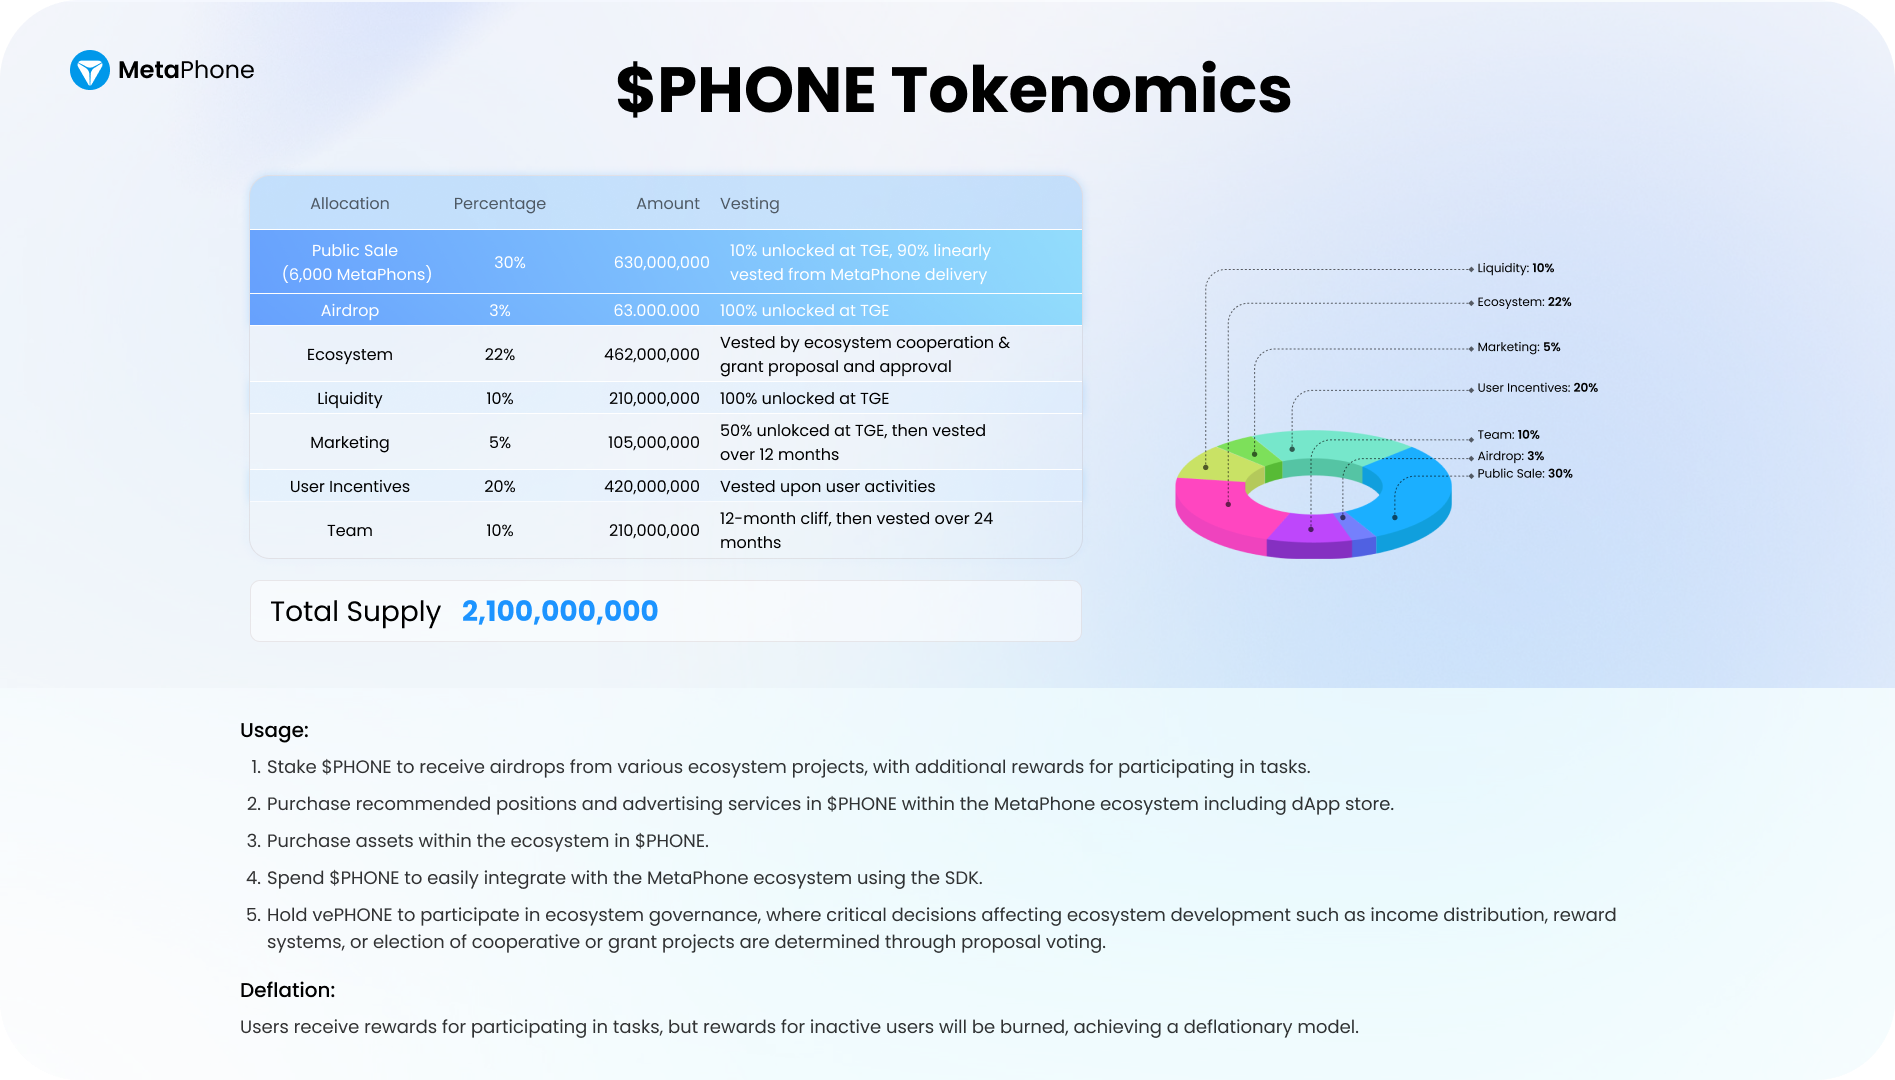 MetaPhone
$PHONE Tokenomics
Allocation Percentage Amount Vesting
Public Sale
(6,000 MetaPhons) 30% 630,000,000 10% unlocked at TGE, 90% linearly
vested from MetaPhone delivery
Airdrop 3% 63.000.000 100% unlocked at TGE
Ecosystem 22% 462,000,000 Vested by ecosystem cooperation &
grant proposal and approval
Liquidity 10% 210,000,000 100% unlocked at TGE
Marketing 5% 105,000,000 50% unlokced at TGE, then vested
over 12 months
User Incentives 20% 420,000,000 Vested upon user activities
Team 10% 210,000,000 12-month cliff, then vested over 24
months
Total Supply 2,100,000,000
Liquidity: 10%
Ecosystem: 22%
Marketing: 5%
User Incentives: 20%
Team: 10%
Airdrop: 3%
Public Sale: 30%
Usage:
1. Stake $PHONE to receive airdrops from various ecosystem projects, with additional rewards for participating in tasks.
2. Purchase recommended positions and advertising services in $PHONE within the MetaPhone ecosystem including dApp store.
3. Purchase assets within the ecosystem in $PHONE.
4. Spend $PHONE to easily integrate with the MetaPhone ecosystem using the SDK.
5. Hold vePHONE to participate in ecosystem governance, where critical decisions affecting ecosystem development such as income distribution, reward
systems, or election of cooperative or grant projects are determined through proposal voting.
Deflation:
Users receive rewards for participating in tasks, but rewards for inactive users will be burned, achieving a deflationary model.